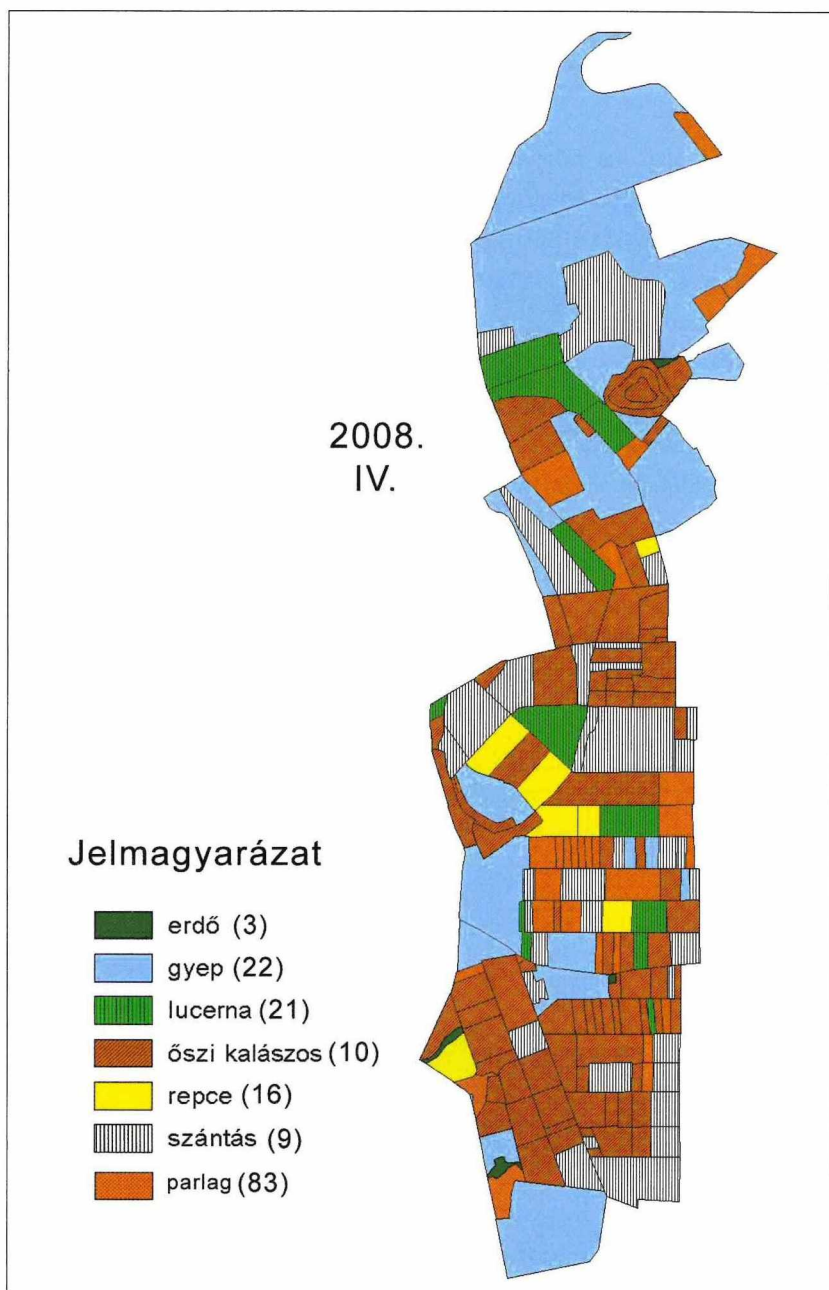 2008.
IV.
Jelmagyarázat
erdő (3)
gyep (22)
lucerna (21)
őszi kalászos (10)
repce (16)
szántás (9)
parlag (83)